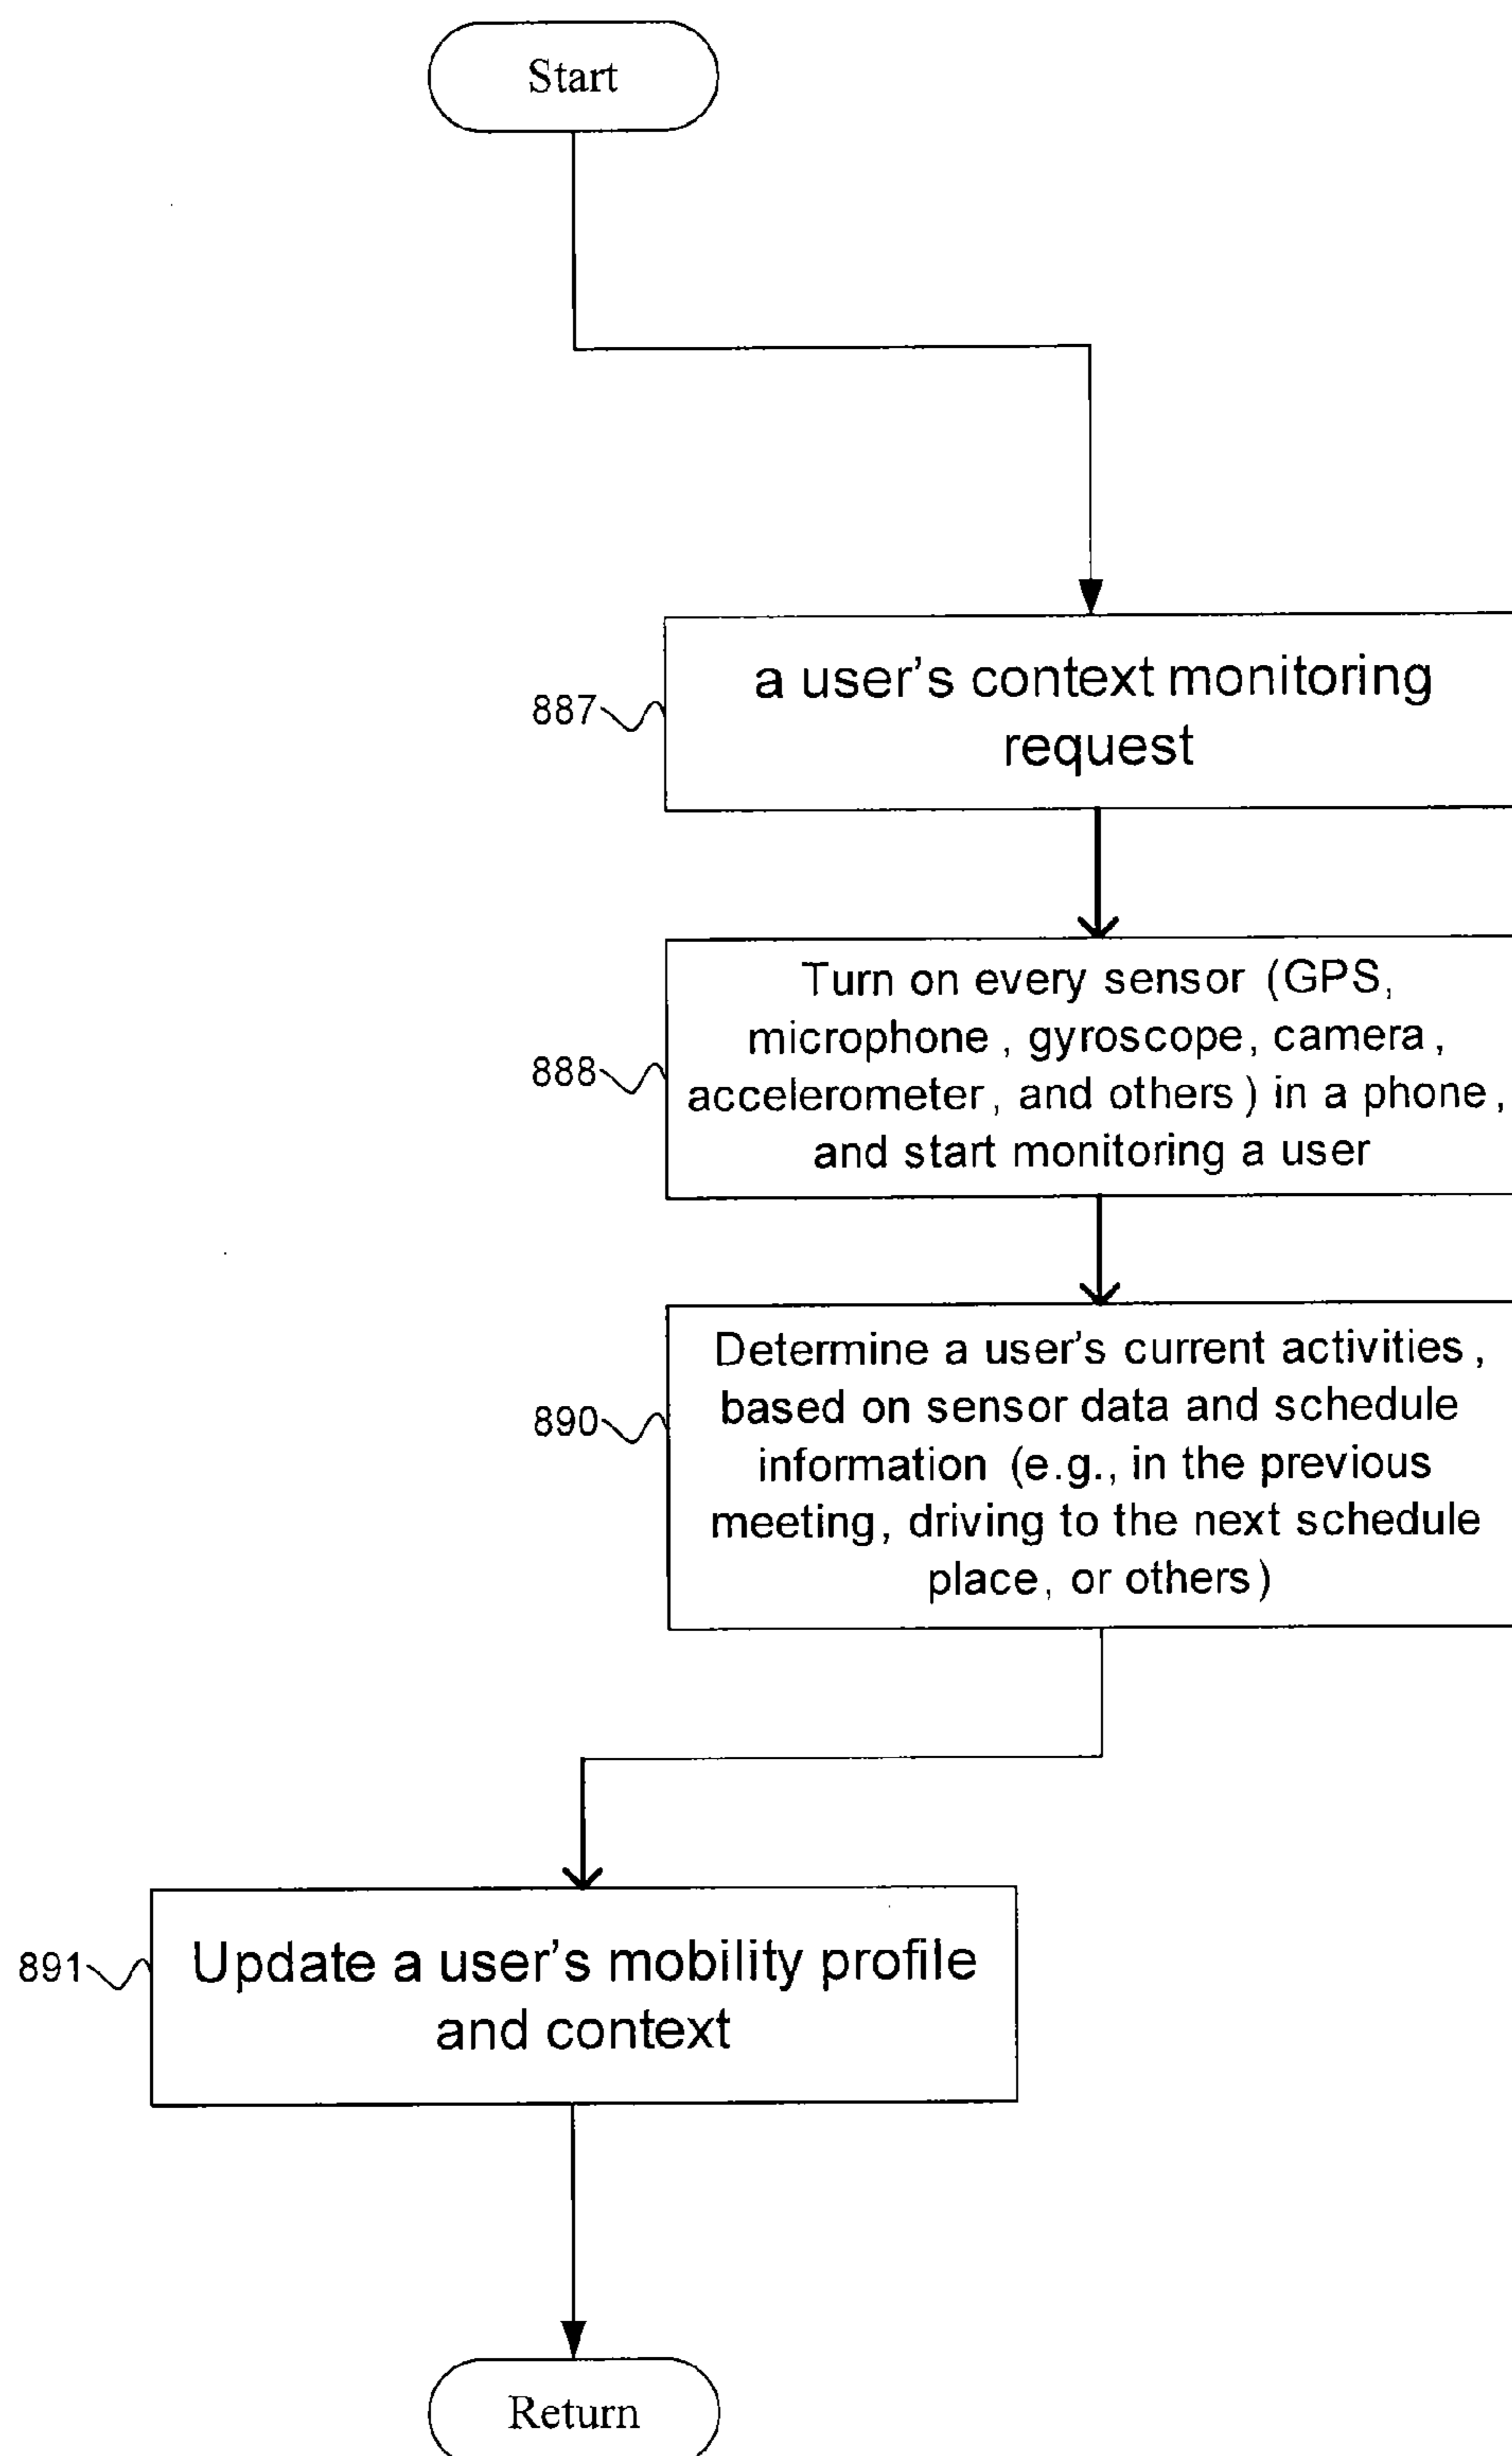 Start
887
a user's context monitoring
request
888
Turn on every sensor (GPS,
microphone, gyroscope, camera,
accelerometer, and others) in a phone,
and start monitoring a user
890
Determine a user's current activities,
based on sensor data and schedule
information (e.g., in the previous
meeting, driving to the next schedule
place, or others)
891
Update a user's mobility profile
and context
Return